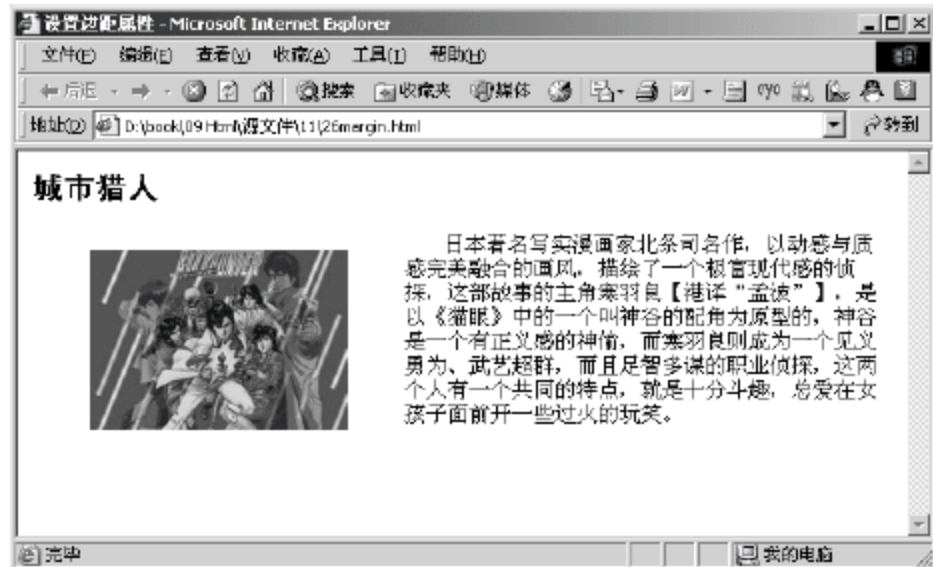 设置边距属性 - Microsoft Internet Explorer
文件(F) 编辑(E) 查看(V) 收藏(A) 工具(T) 帮助(H)
后退 搜索 收藏夹 媒体
地址(D) D:\book\09 Html\源文件\11\26mergin.html 转到
城市猎人
日本著名写实漫画家北条司名作，以动感与质
感完美融合的画风，描绘了一个极富现代感的侦
探，这部故事的主角寒羽良【港译“孟波”】，是
以《猫眼》中的一个叫神谷的配角为原型的，神谷
是一个有正义感的神偷，而寒羽良则成为一个见义
勇为、武艺超群，而且足智多谋的职业侦探，这两
个人有一个共同的特点，就是十分斗趣，总爱在女
孩子面前开一些过火的玩笑。
完毕 我的电脑